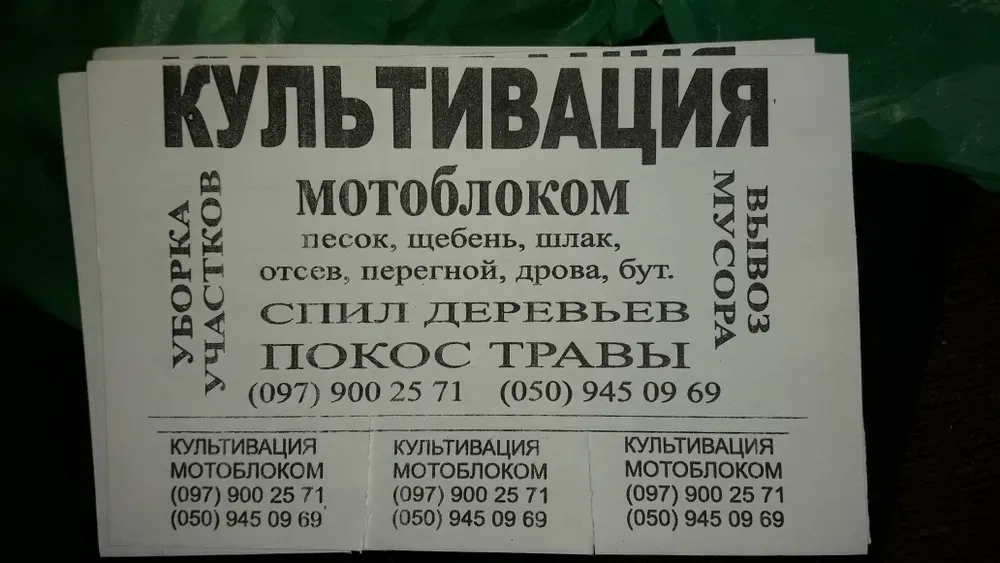 КУЛЬТИВАЦИЯ
МОТОБЛОКОМ
песок, щебень, шлак,
отсев, перегной, дрова, бут.
СПИЛ ДЕРЕВЬЕВ
ПОКОС ТРАВЫ
(097) 900 25 71 (050) 945 09 69
УБОРКА
УЧАСТКОВ
ВЫВОЗ
МУСОРА
КУЛЬТИВАЦИЯ
МОТОБЛОКОМ
(097) 900 25 71
(050) 945 09 69
КУЛЬТИВАЦИЯ
МОТОБЛОКОМ
(097) 900 25 71
(050) 945 09 69
КУЛЬТИВАЦИЯ
МОТОБЛОКОМ
(097) 900 25 71
(050) 945 09 69